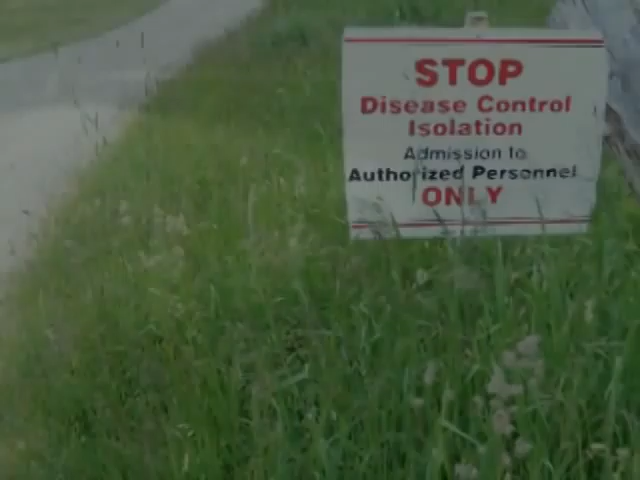 STOP
Disease Control
Isolation
Admission to
Authorized Personnel
ONLY